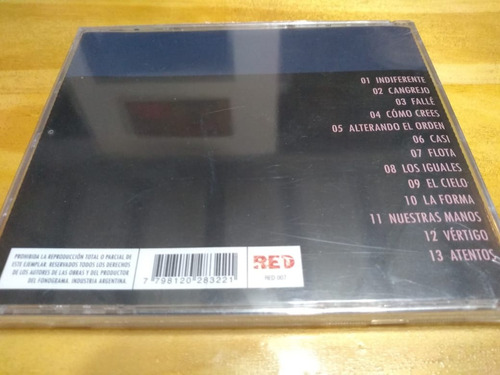 01 INDIFERENTE
02 CANGREJO
03 FALLÉ
04 CÓMO CREES
05 ALTERANDO EL ORDEN
06 CASI
07 FLOTA
08 LOS IGUALES
09 EL CIELO
10 LA FORMA
11 NUESTRAS MANOS
12 VÉRTIGO
13 ATENTOS
PROHIBIDA LA REPRODUCCIÓN TOTAL O PARCIAL DE
ESTE EJEMPLAR. RESERVADOS TODOS LOS DERECHOS
DE LOS AUTORES DE LAS OBRAS Y DEL PRODUCTOR
DEL FONOGRAMA. INDUSTRIA ARGENTINA.
7 798120 283221
RED